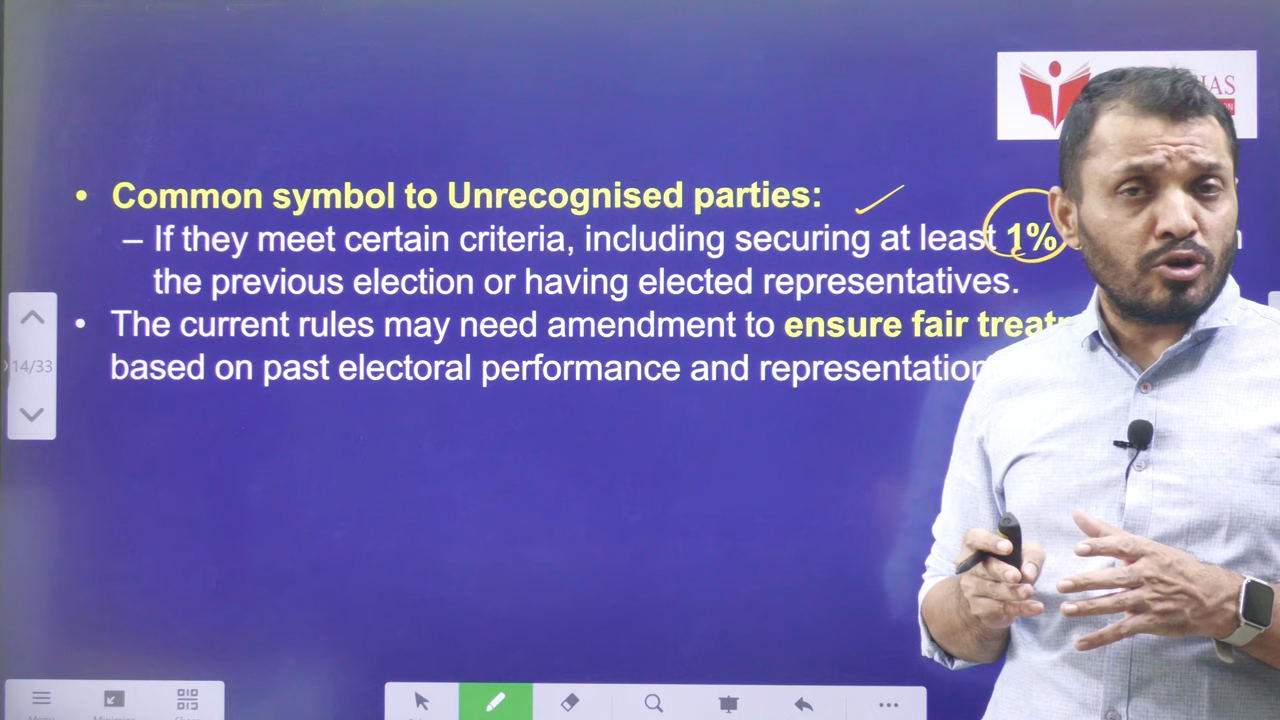 IAS
• Common symbol to Unrecognised parties:
– If they meet certain criteria, including securing at least 1%
the previous election or having elected representatives.
• The current rules may need amendment to ensure fair
based on past electoral performance and representation
14/33